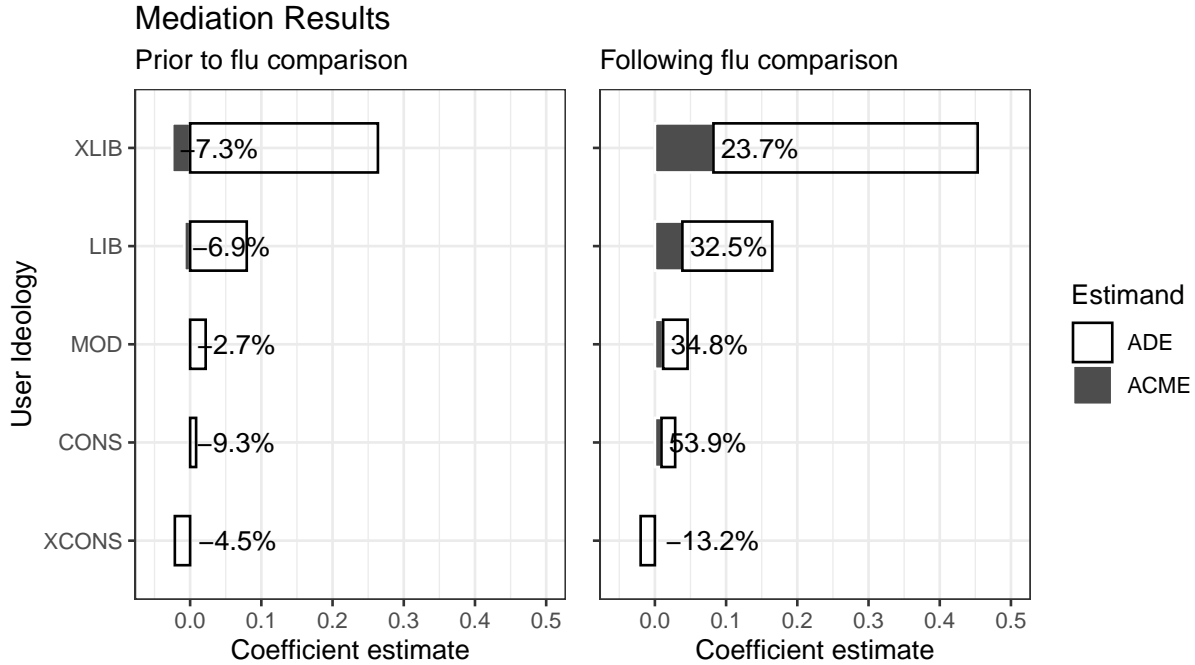 Mediation Results
Prior to flu comparison
Following flu comparison
User Ideology
XLIB
−7.3%
23.7%
LIB
−6.9%
32.5%
MOD
−2.7%
34.8%
CONS
−9.3%
53.9%
XCONS
−4.5%
−13.2%
0.0 0.1 0.2 0.3 0.4 0.5
0.0 0.1 0.2 0.3 0.4 0.5
Coefficient estimate
Coefficient estimate
Estimand
ADE
ACME